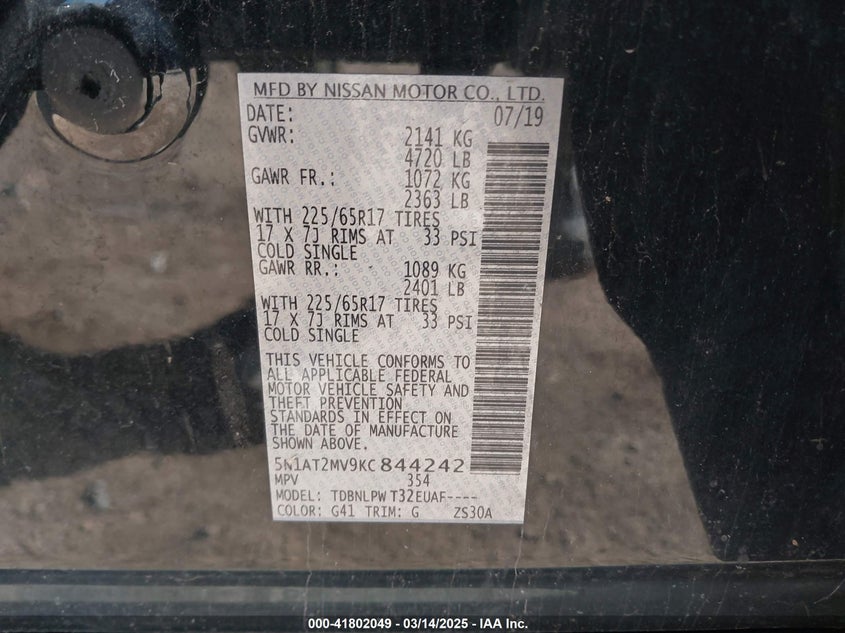 MFD BY NISSAN MOTOR CO., LTD.
DATE: 07/19
GVWR: 2141 KG
4720 LB
GAWR FR.: 1072 KG
2363 LB
WITH 225/65R17 TIRES
17 X 7J RIMS AT 33 PSI
COLD SINGLE
GAWR RR.: 1089 KG
2401 LB
WITH 225/65R17 TIRES
17 X 7J RIMS AT 33 PSI
COLD SINGLE
THIS VEHICLE CONFORMS TO
ALL APPLICABLE FEDERAL
MOTOR VEHICLE SAFETY AND
THEFT PREVENTION
STANDARDS IN EFFECT ON
THE DATE OF MANUFACTURE
SHOWN ABOVE.
5N1AT2MV9KC844242
MPV 354
MODEL: TDBNLPW T32EUAF----
COLOR: G41 TRIM: G ZS30A
000-41802049 - 03/14/2025 - IAA Inc.